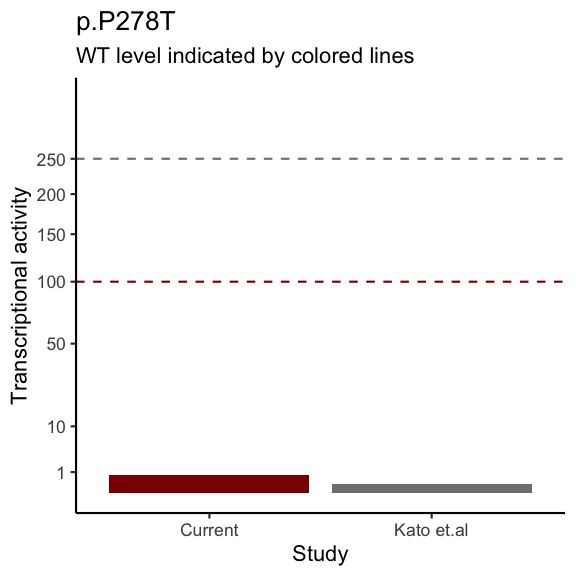 p.P278T
WT level indicated by colored lines
Transcriptional activity
250
200
150
100
50
10
1
Current
Kato et.al
Study